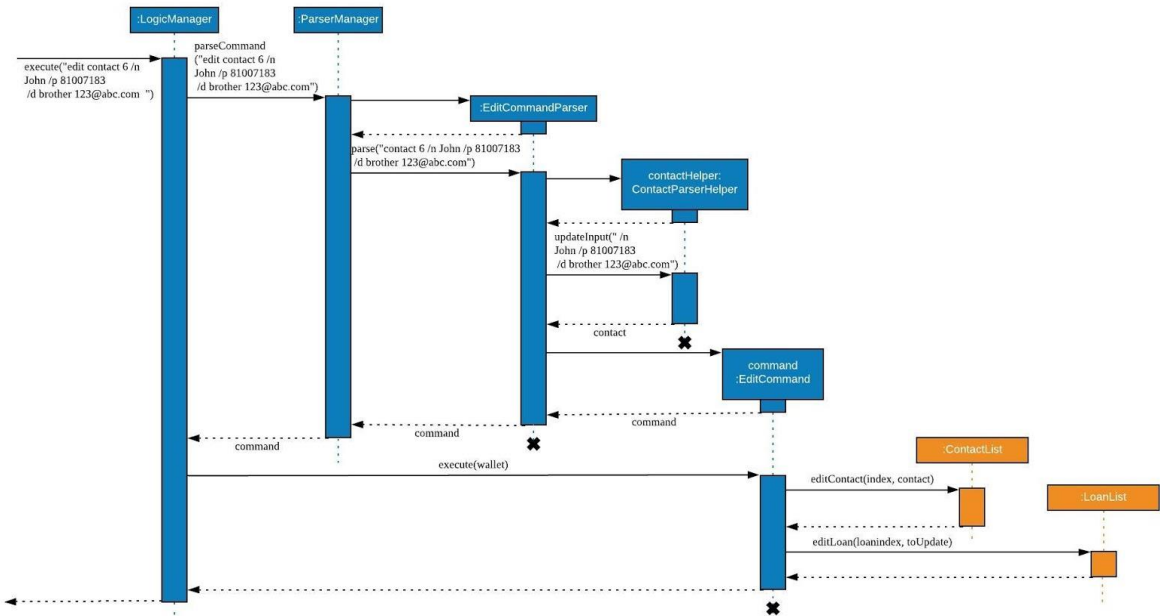 :LogicManager
:ParserManager
execute("edit contact 6 /n
John /p 81007183
/d brother 123@abc.com ")
parseCommand
("edit contact 6 /n
John /p 81007183
/d brother 123@abc.com")
:EditCommandParser
parse("contact 6 /n John /p 81007183
/d brother 123@abc.com")
contactHelper:
ContactParserHelper
updateInput(" /n
John /p 81007183
/d brother 123@abc.com")
contact
command
:EditCommand
command
command
command
execute(wallet)
:ContactList
editContact(index, contact)
:LoanList
editLoan(loanindex, toUpdate)